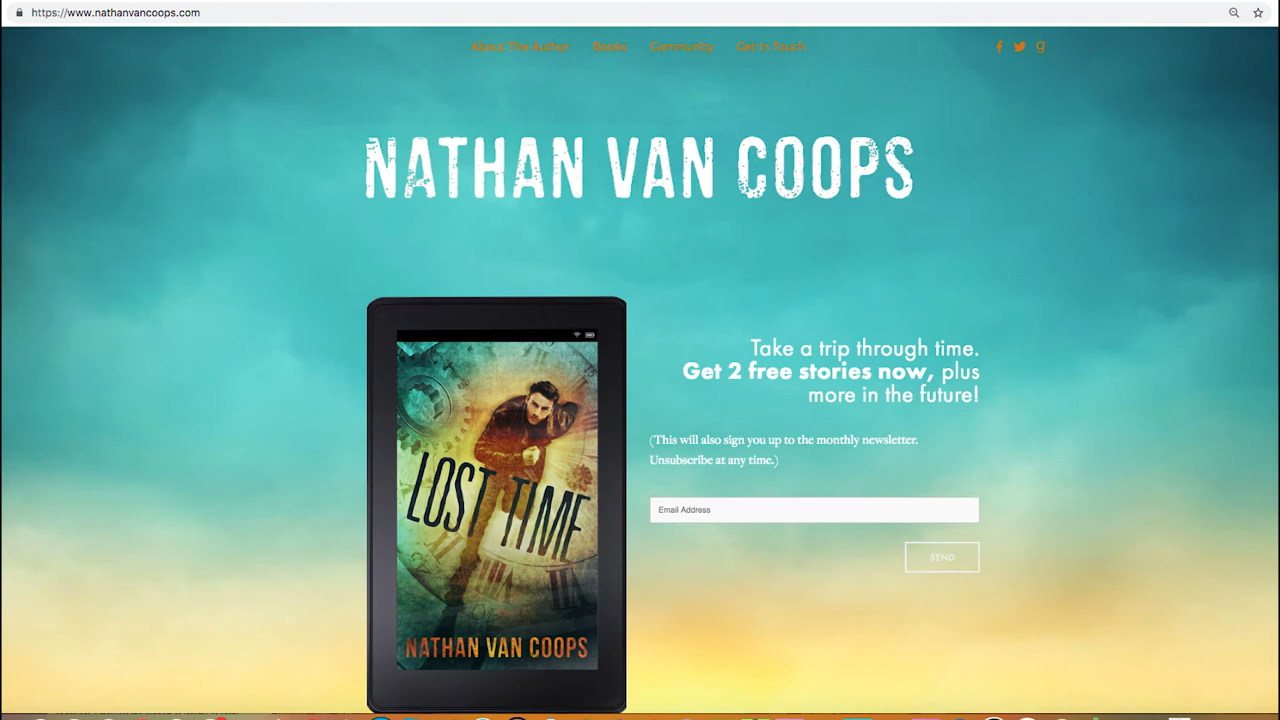 https://www.nathanvancoops.com
About The Author Books Community Get In Touch
NATHAN VAN COOPS
Take a trip through time.
Get 2 free stories now, plus
more in the future!
(This will also sign you up to the monthly newsletter.
Unsubscribe at any time.)
Email Address
SEND
LOST TIME
NATHAN VAN COOPS